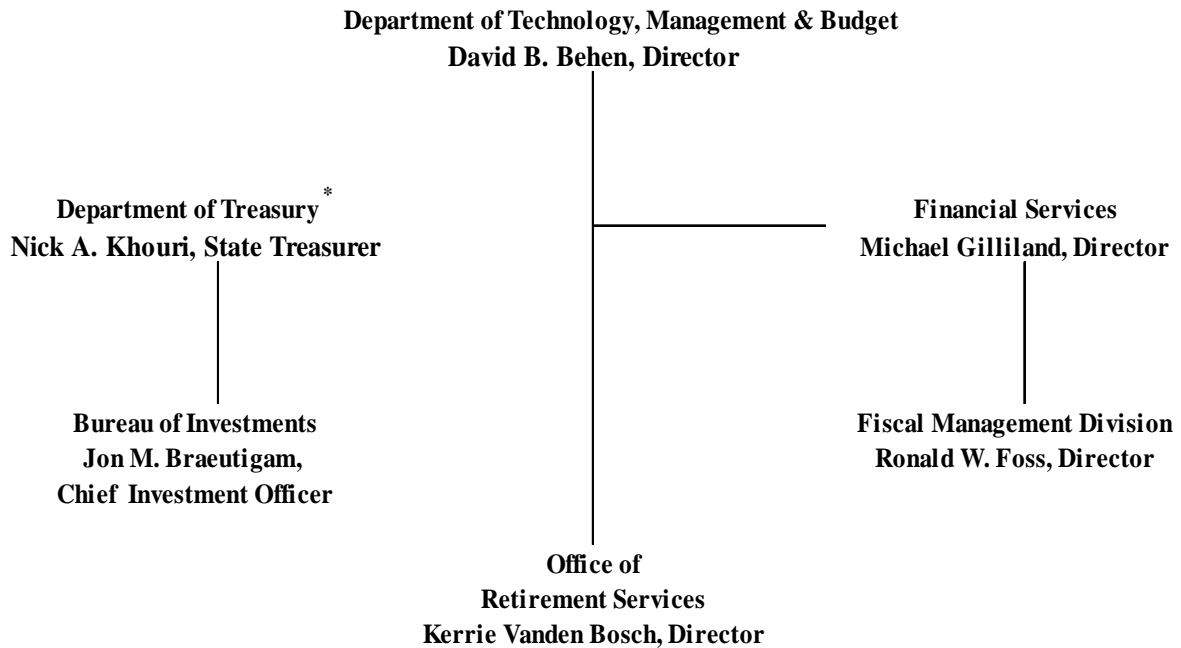 Department of Technology, Management & Budget
David B. Behen, Director
Department of Treasury*
Nick A. Khouri, State Treasurer
Financial Services
Michael Gilliland, Director
Bureau of Investments
Jon M. Braeutigam,
Chief Investment Officer
Fiscal Management Division
Ronald W. Foss, Director
Office of
Retirement Services
Kerrie Vanden Bosch, Director